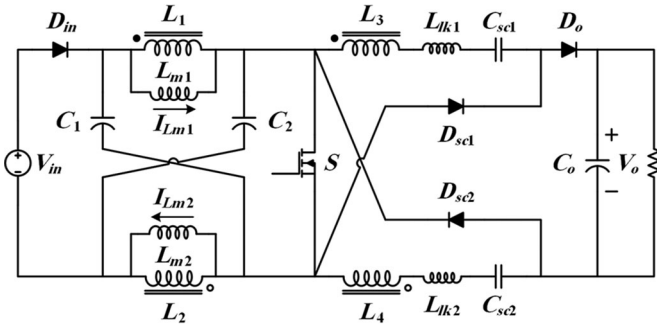 D_in L_1 L_3 L_lk1 C_sc1 D_o
L_m1
I_Lm1
C_1 C_2 D_sc1
V_in S C_o + V_o −
D_sc2
I_Lm2
L_m2
L_2 L_4 L_lk2 C_sc2